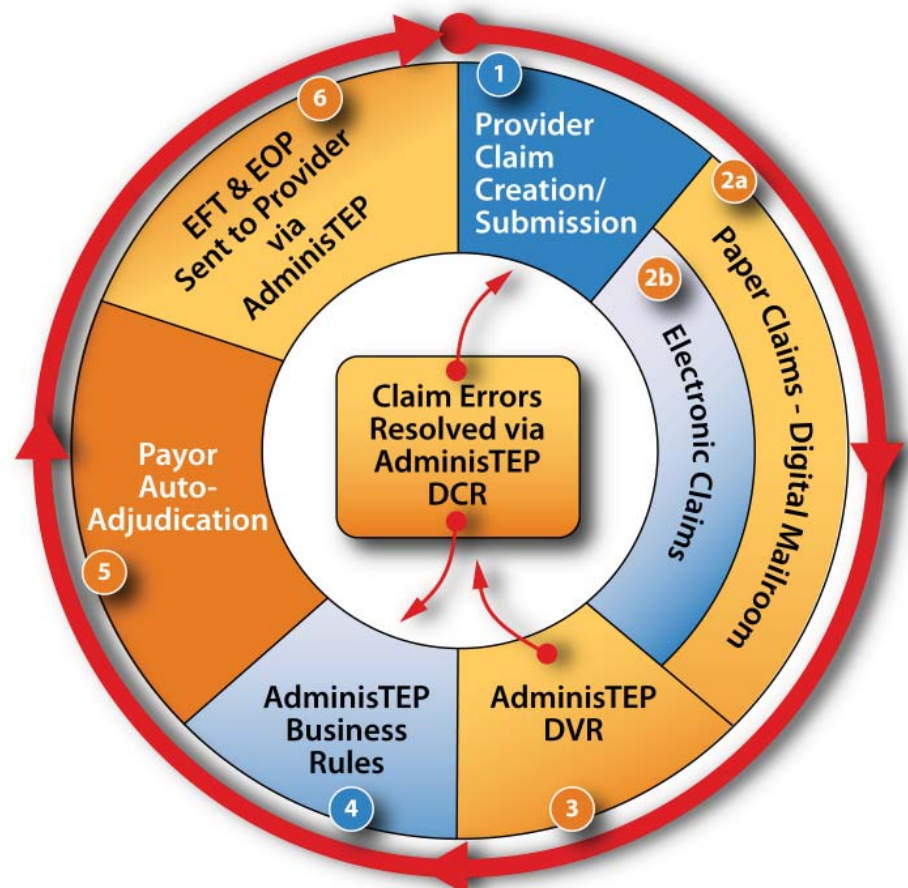 1
Provider
Claim
Creation/
Submission
2a
Paper Claims - Digital Mailroom
2b
Electronic Claims
3
AdminisTEP
DVR
4
AdminisTEP
Business
Rules
5
Payor
Auto-
Adjudication
6
EFT & EOP
Sent to Provider
via
AdminisTEP
Claim Errors
Resolved via
AdminisTEP
DCR